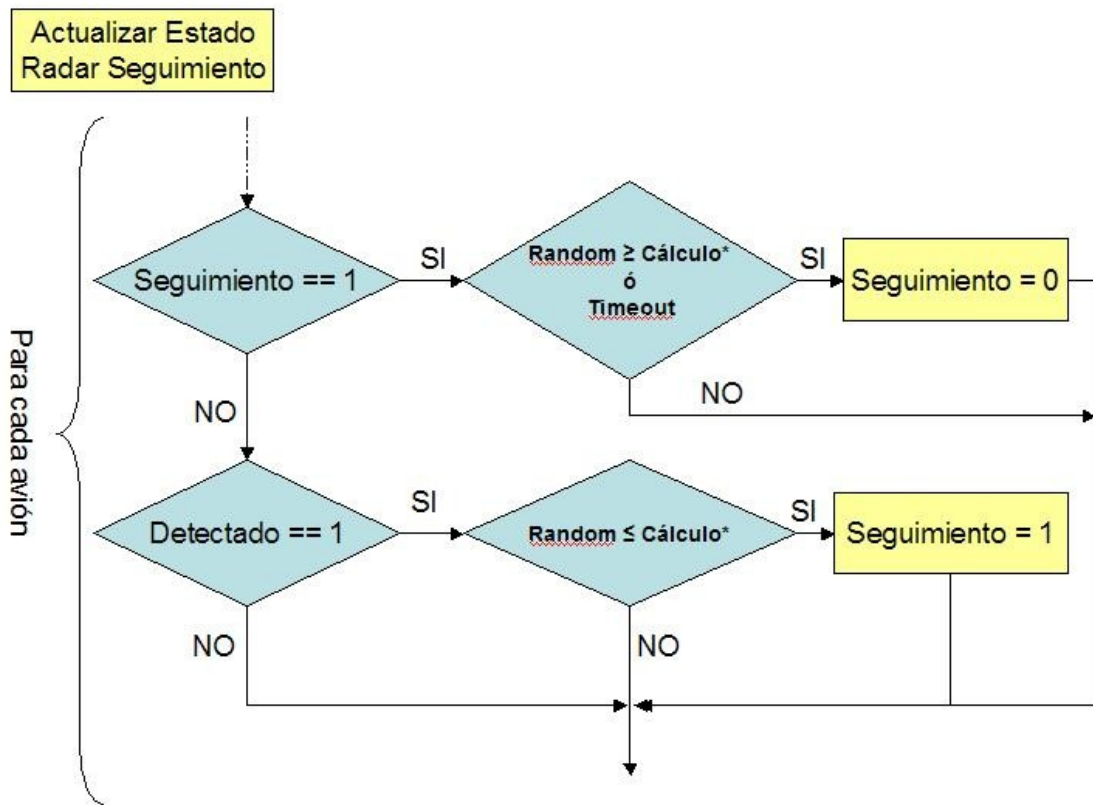 Actualizar Estado
Radar Seguimiento
Para cada avión
Seguimiento == 1
SI
Random ≥ Cálculo*
ó
Timeout
SI
Seguimiento = 0
NO
NO
Detectado == 1
SI
Random ≤ Cálculo*
SI
Seguimiento = 1
NO
NO